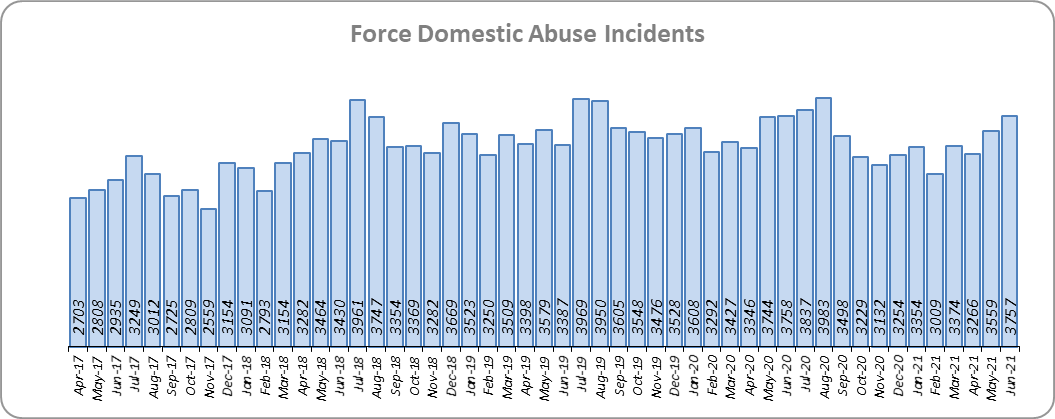 Force Domestic Abuse Incidents
2703 2808 2935 3249 3012 2725 2809 2559 3154 3091 2793 3154 3282 3464 3430 3961 3747 3354 3369 3282 3669 3523 3250 3509 3398 3579 3387 3969 3950 3605 3548 3476 3528 3608 3292 3427 3346 3744 3758 3837 3983 3498 3229 3132 3254 3354 3009 3374 3266 3559 3757
Apr-17 May-17 Jun-17 Jul-17 Aug-17 Sep-17 Oct-17 Nov-17 Dec-17 Jan-18 Feb-18 Mar-18 Apr-18 May-18 Jun-18 Jul-18 Aug-18 Sep-18 Oct-18 Nov-18 Dec-18 Jan-19 Feb-19 Mar-19 Apr-19 May-19 Jun-19 Jul-19 Aug-19 Sep-19 Oct-19 Nov-19 Dec-19 Jan-20 Feb-20 Mar-20 Apr-20 May-20 Jun-20 Jul-20 Aug-20 Sep-20 Oct-20 Nov-20 Dec-20 Jan-21 Feb-21 Mar-21 Apr-21 May-21 Jun-21